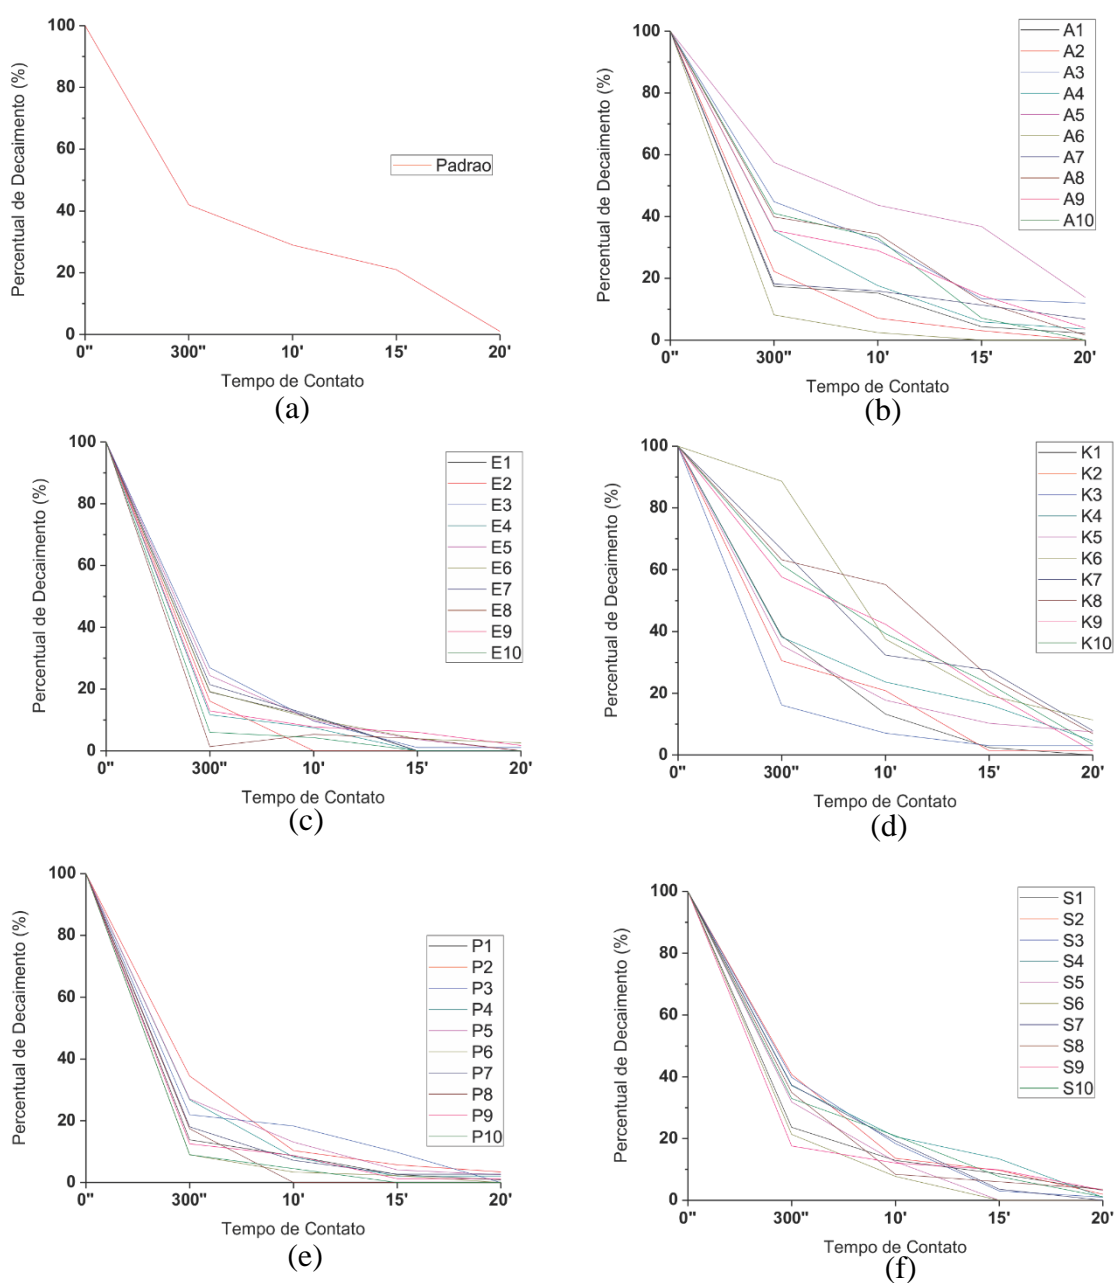 Percentual de Decaimento (%)
100
80
60
40
20
0
0" 300" 10' 15' 20'
Tempo de Contato
Padrao
(a)
Percentual de Decaimento (%)
100
80
60
40
20
0
0" 300" 10' 15' 20'
Tempo de Contato
A1
A2
A3
A4
A5
A6
A7
A8
A9
A10
(b)
Percentual de Decaimento (%)
100
80
60
40
20
0
0" 300" 10' 15' 20'
Tempo de Contato
E1
E2
E3
E4
E5
E6
E7
E8
E9
E10
(c)
Percentual de Decaimento (%)
100
80
60
40
20
0
0" 300" 10' 15' 20'
Tempo de Contato
K1
K2
K3
K4
K5
K6
K7
K8
K9
K10
(d)
Percentual de Decaimento (%)
100
80
60
40
20
0
0" 300" 10' 15' 20'
Tempo de Contato
P1
P2
P3
P4
P5
P6
P7
P8
P9
P10
(e)
Percentual de Decaimento (%)
100
80
60
40
20
0
0" 300" 10' 15' 20'
Tempo de Contato
S1
S2
S3
S4
S5
S6
S7
S8
S9
S10
(f)